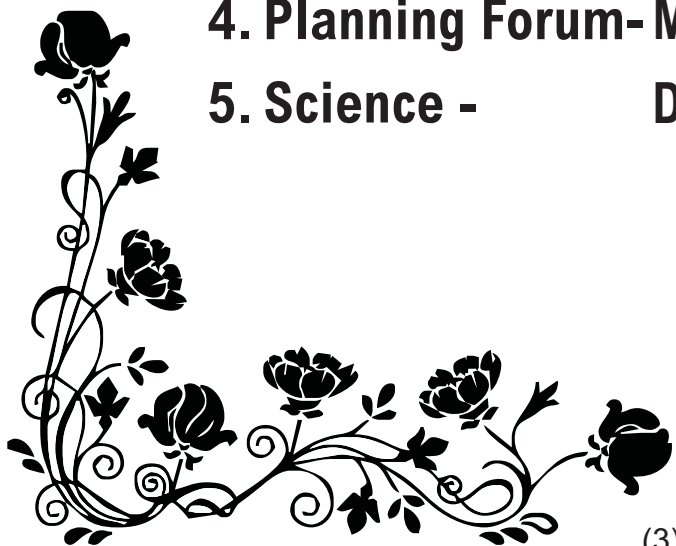 4. Planning Forum- M
5. Science - D
(3)